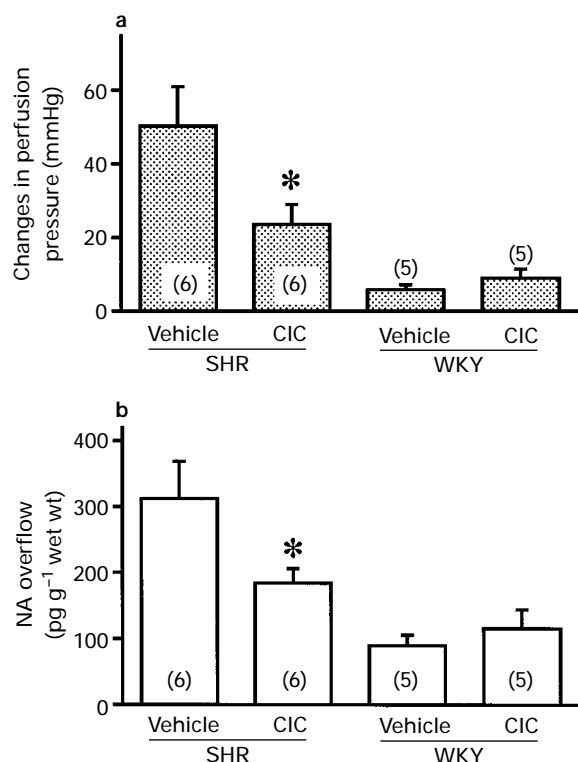 a
Changes in perfusion
pressure (mmHg)
60
40
20
0
*
(6)
(6)
(5)
(5)
Vehicle
CIC
Vehicle
CIC
SHR
WKY
b
NA overflow
(pg g⁻¹ wet wt)
400
300
200
100
0
*
(6)
(6)
(5)
(5)
Vehicle
CIC
Vehicle
CIC
SHR
WKY